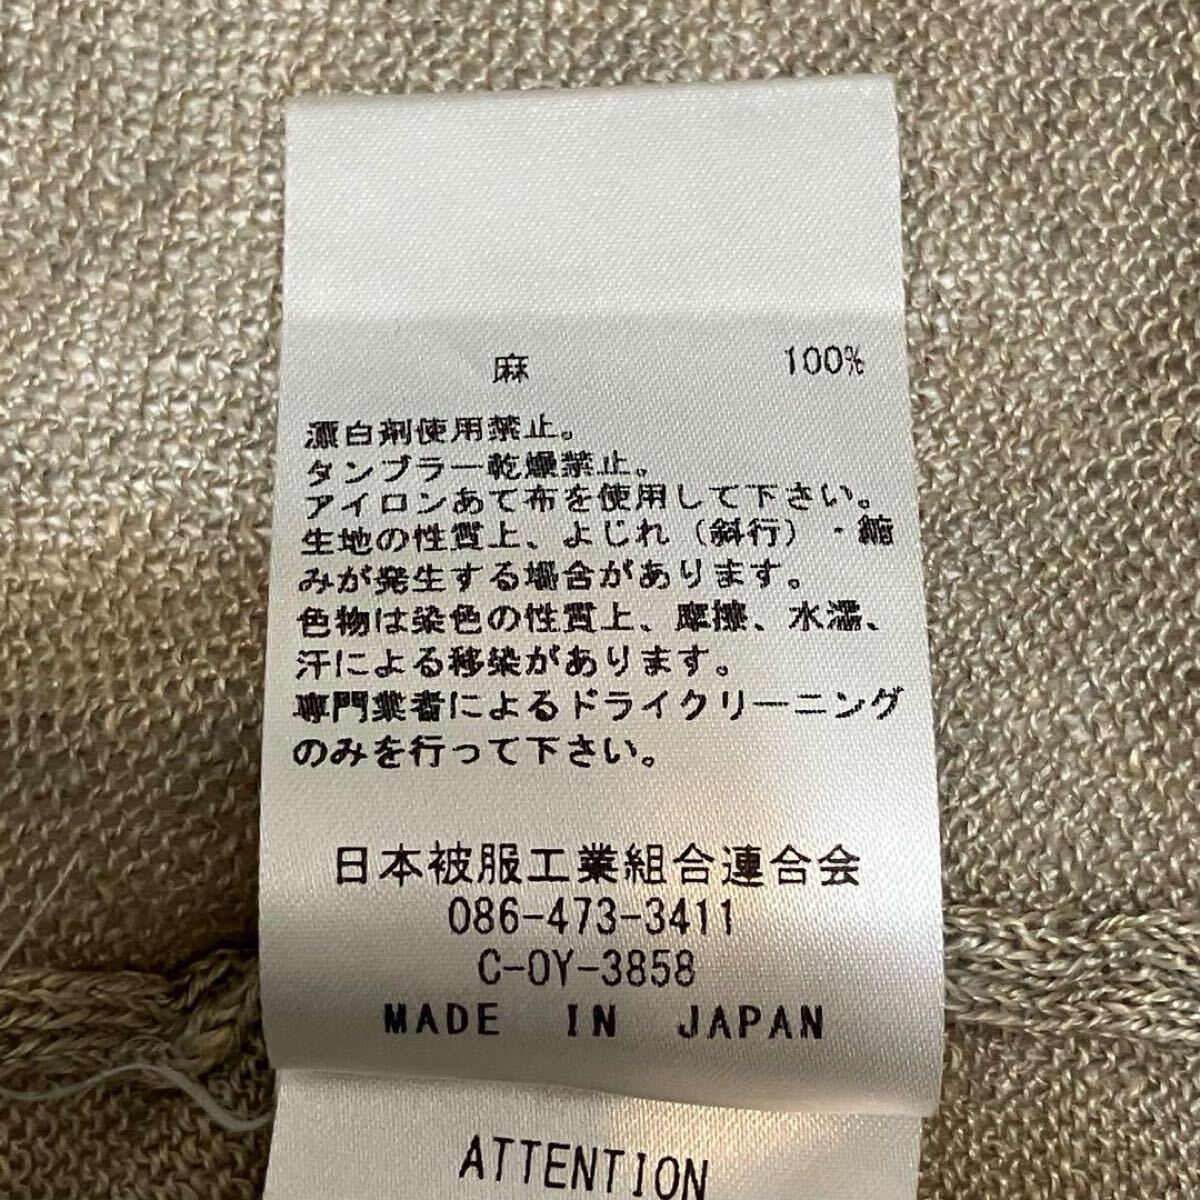 麻 100%
漂白剤使用禁止。
タンブラー乾燥禁止。
アイロンあて布を使用して下さい。
生地の性質上、よじれ(斜行)・縮
みが発生する場合があります。
色物は染色の性質上、摩擦、水濡、
汗による移染があります。
専門業者によるドライクリーニング
のみを行って下さい。
日本被服工業組合連合会
086-473-3411
C-OY-3858
MADE IN JAPAN
ATTENTION